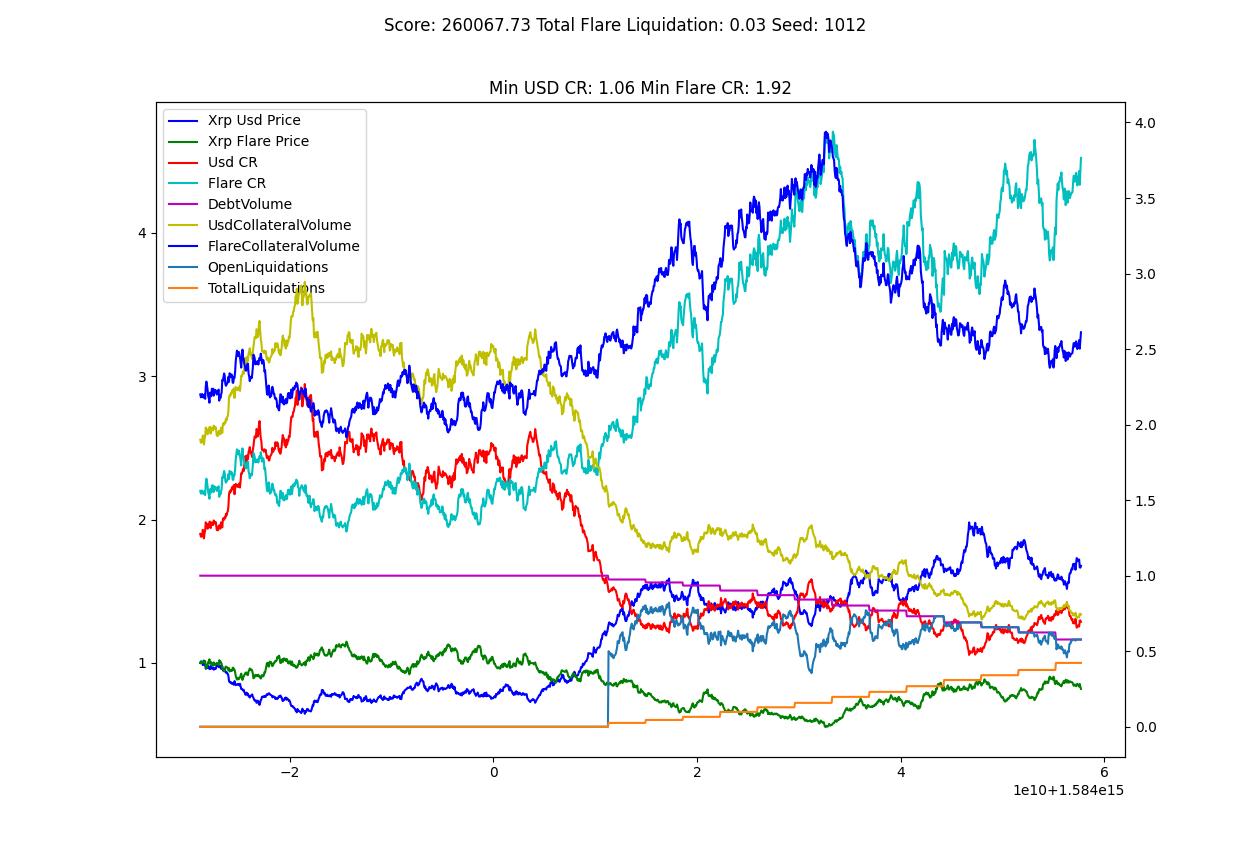 Score: 260067.73 Total Flare Liquidation: 0.03 Seed: 1012
Min USD CR: 1.06 Min Flare CR: 1.92
Xrp Usd Price
Xrp Flare Price
Usd CR
Flare CR
DebtVolume
UsdCollateralVolume
FlareCollateralVolume
OpenLiquidations
TotalLiquidations
4
3
2
1
4.0
3.5
3.0
2.5
2.0
1.5
1.0
0.5
0.0
−2
0
2
4
6
1e10+1.584e15